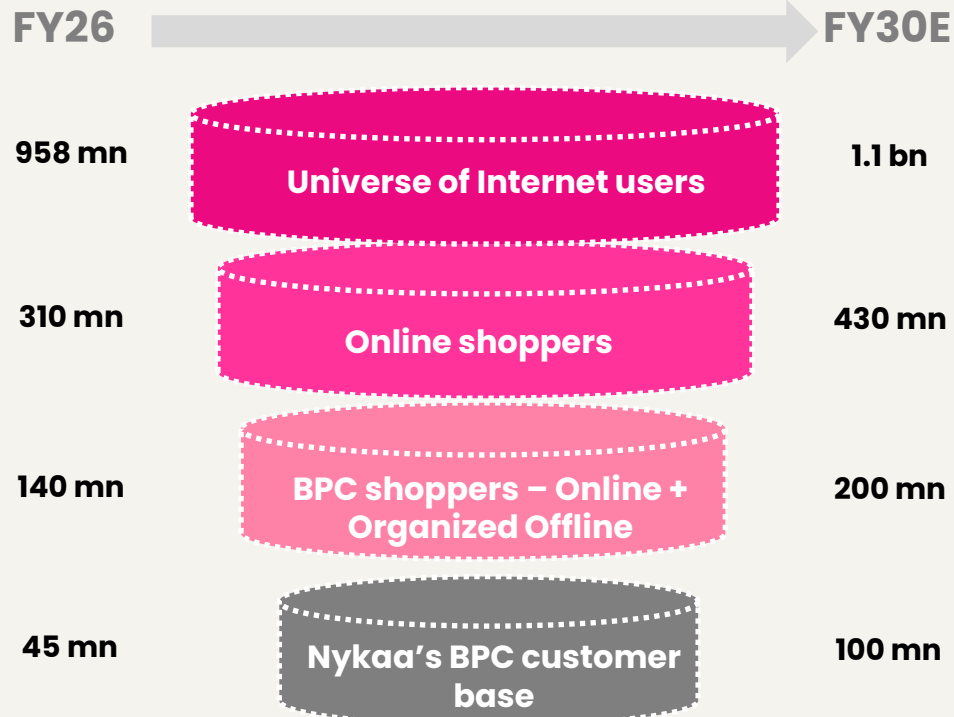 FY26 FY30E
958 mn Universe of Internet users 1.1 bn
310 mn Online shoppers 430 mn
140 mn BPC shoppers – Online + 200 mn
Organized Offline
45 mn Nykaa’s BPC customer 100 mn
base